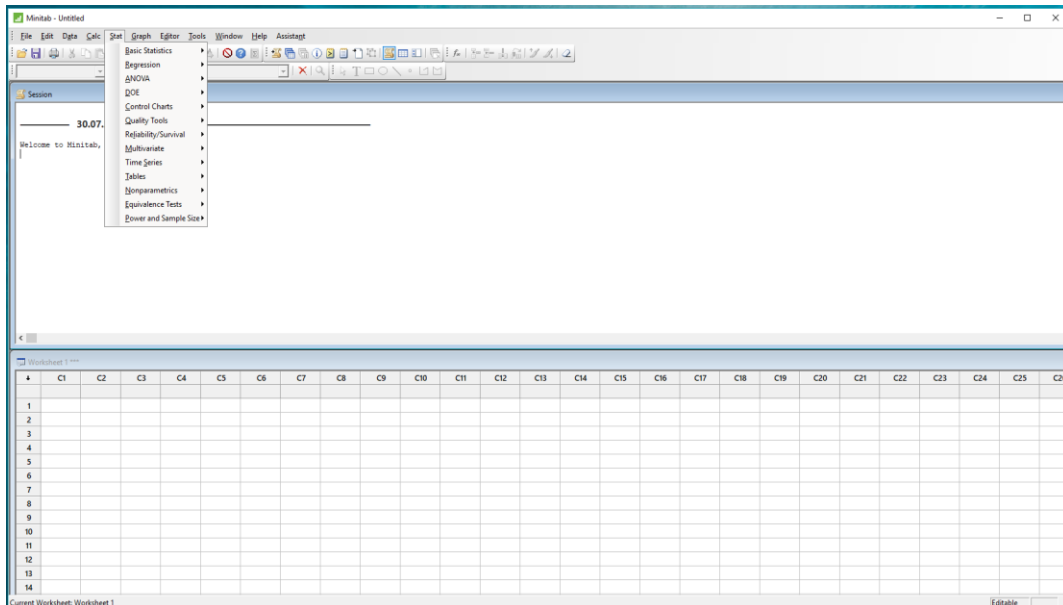 Minitab - Untitled
File Edit Data Calc Stat Graph Editor Tools Window Help Assistant
Basic Statistics
Regression
ANOVA
DOE
Control Charts
Quality Tools
Reliability/Survival
Multivariate
Time Series
Tables
Nonparametrics
Equivalence Tests
Power and Sample Size
Session
30.07.
Welcome to Minitab,
Worksheet 1 ***
C1 C2 C3 C4 C5 C6 C7 C8 C9 C10 C11 C12 C13 C14 C15 C16 C17 C18 C19 C20 C21 C22 C23 C24 C25
1
2
3
4
5
6
7
8
9
10
11
12
13
14
Current Worksheet: Worksheet 1
Editable